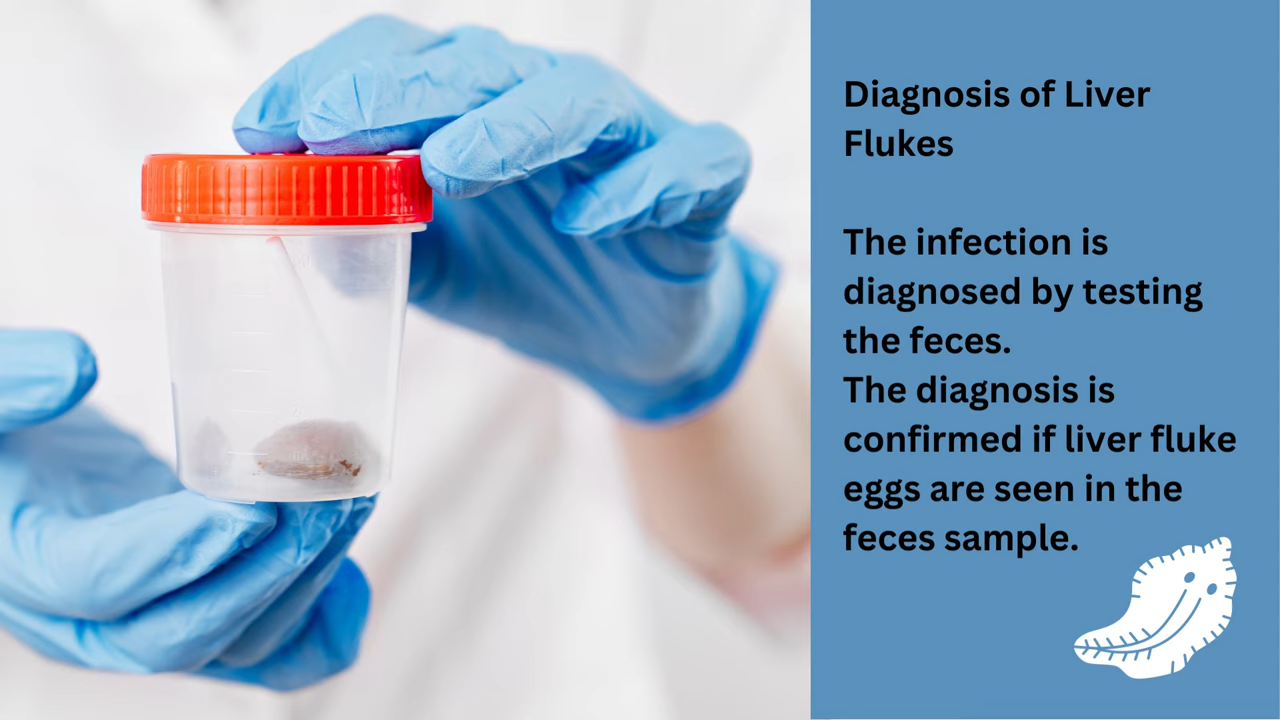 Diagnosis of Liver
Flukes
The infection is
diagnosed by testing
the feces.
The diagnosis is
confirmed if liver fluke
eggs are seen in the
feces sample.